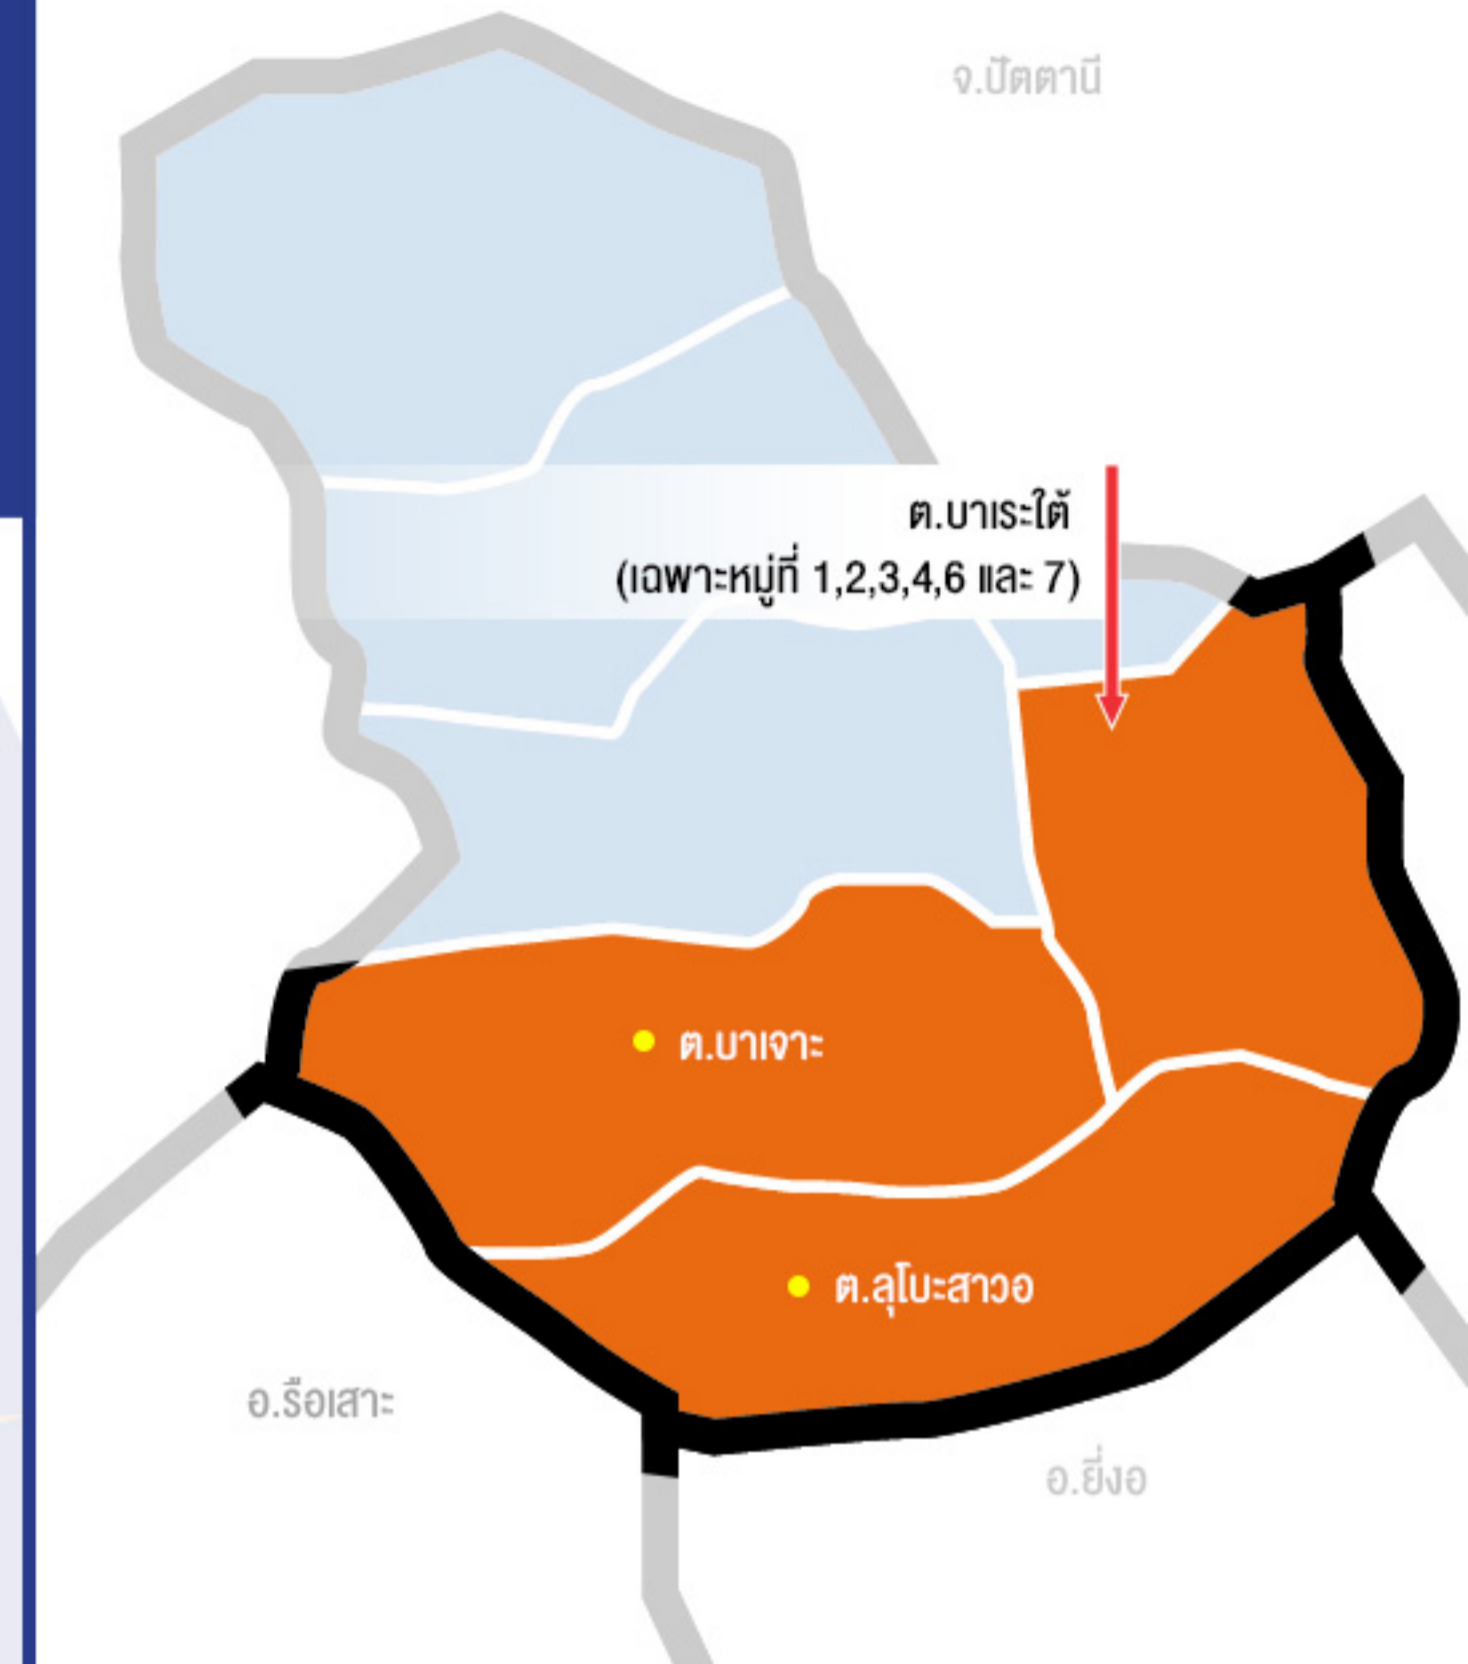 จ.ปัตตานี
ต.บาเระใต้
(เฉพาะหมู่ที่ 1,2,3,4,6 และ 7)
ต.บาเจาะ
ต.ลุโบะสาวอ
อ.รือเสาะ
อ.ยี่งอ